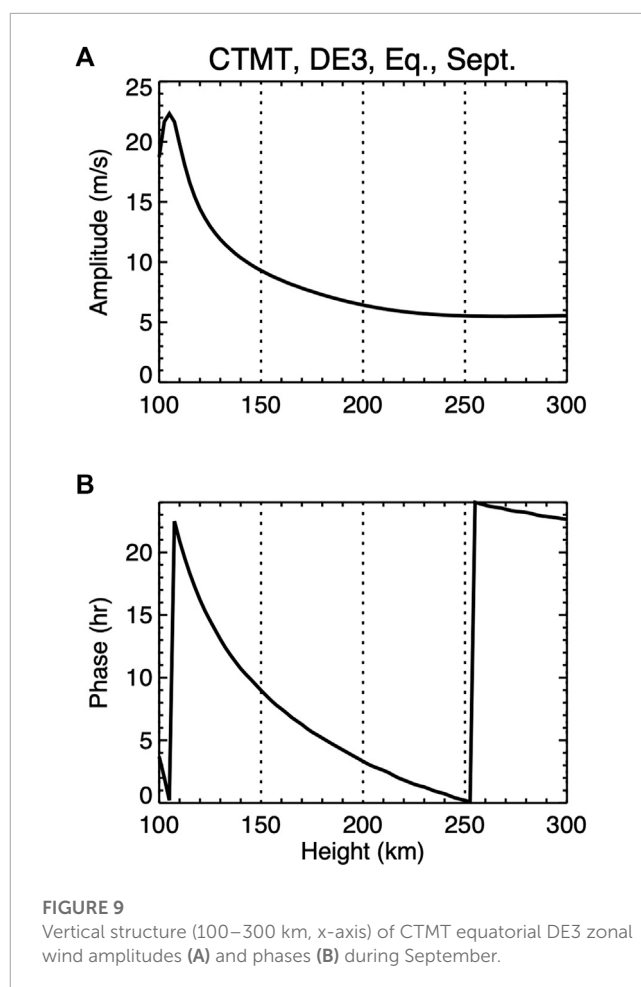 A
CTMT, DE3, Eq., Sept.
25
20
15
10
5
0
Amplitude (m/s)
100 150 200 250 300
B
20
15
10
5
0
Phase (hr)
100 150 200 250 300
Height (km)
FIGURE 9
Vertical structure (100–300 km, x-axis) of CTMT equatorial DE3 zonal
wind amplitudes (A) and phases (B) during September.